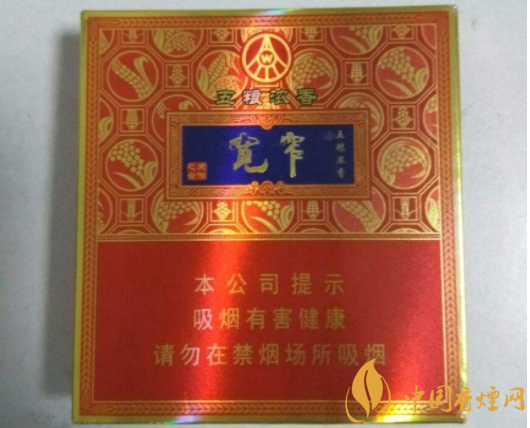 W
五粮浓香
宽窄
五粮浓香
本公司提示
吸烟有害健康
请勿在禁烟场所吸烟
中国香烟网